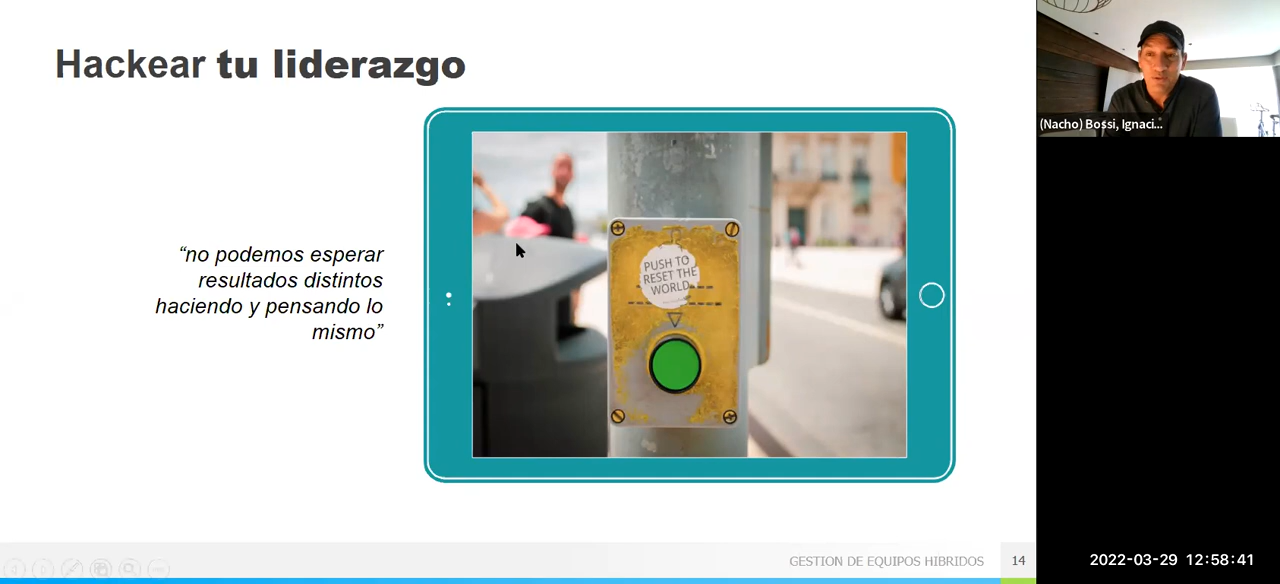 Hackear tu liderazgo
(Nacho) Bossi, Ignaci...
“no podemos esperar
resultados distintos
haciendo y pensando lo
mismo”
PUSH TO
RESET THE
WORLD
GESTION DE EQUIPOS HIBRIDOS
14
2022-03-29 12:58:41